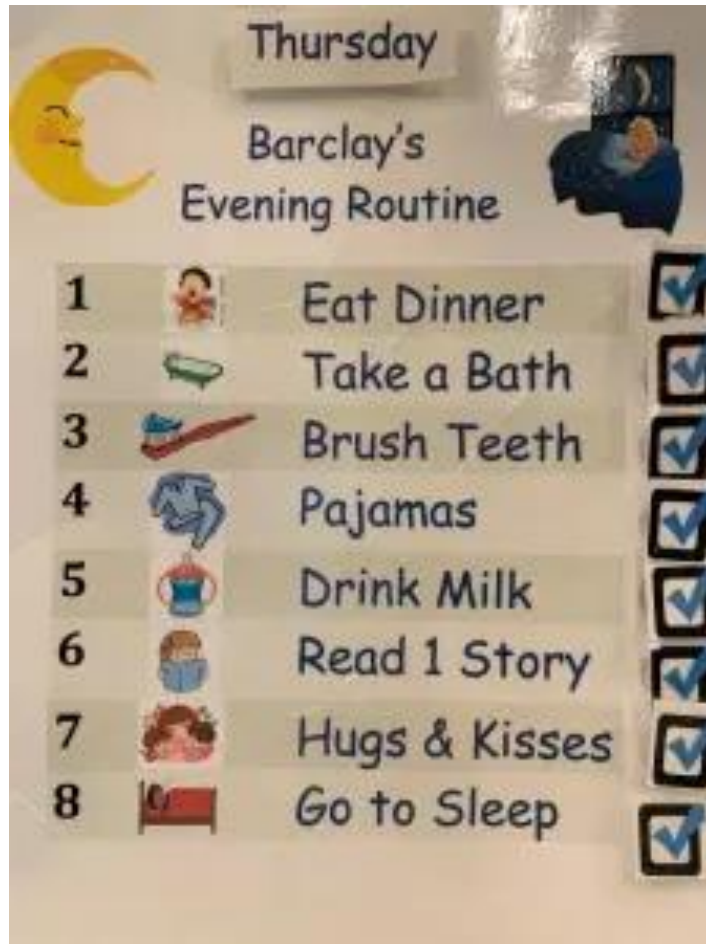 Thursday
Barclay's
Evening Routine
1 Eat Dinner
2 Take a Bath
3 Brush Teeth
4 Pajamas
5 Drink Milk
6 Read 1 Story
7 Hugs & Kisses
8 Go to Sleep